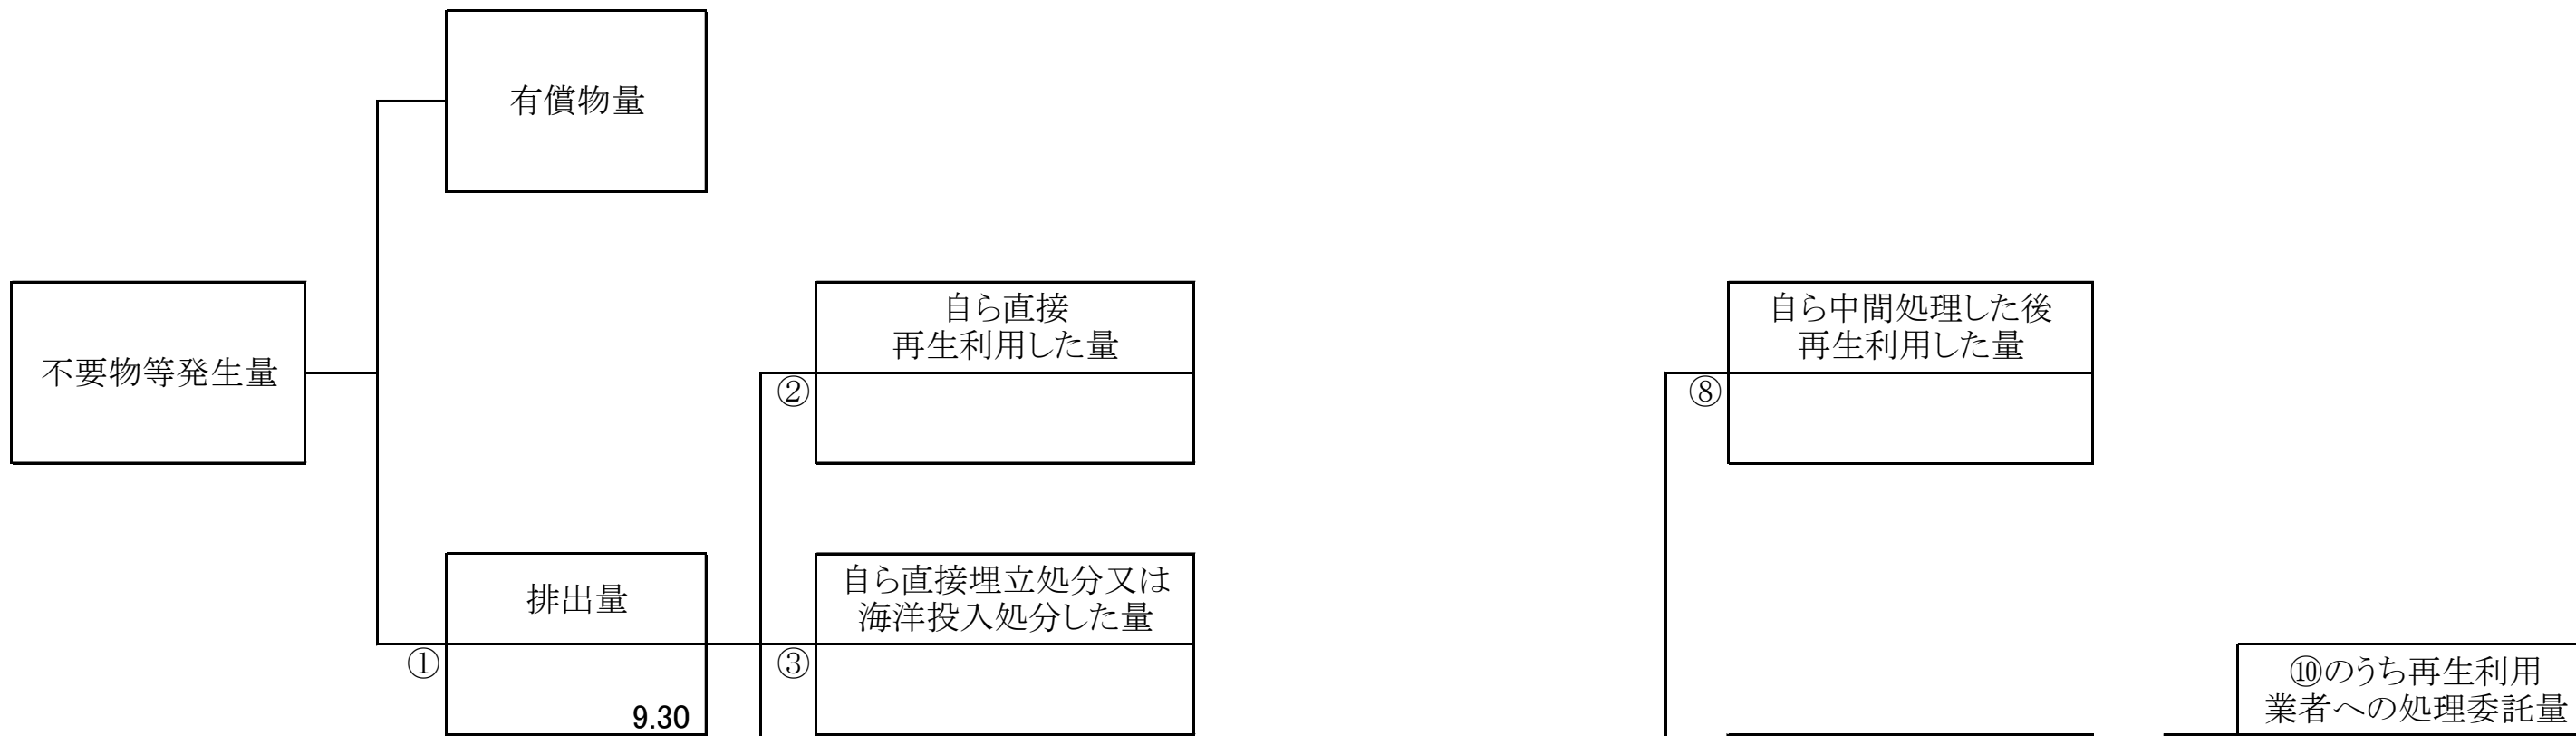 有償物量
不要物等発生量
自ら直接
再生利用した量
②
自ら中間処理した後
再生利用した量
⑧
排出量
①
9.30
自ら直接埋立処分又は
海洋投入処分した量
③
⑩のうち再生利用
業者への処理委託量